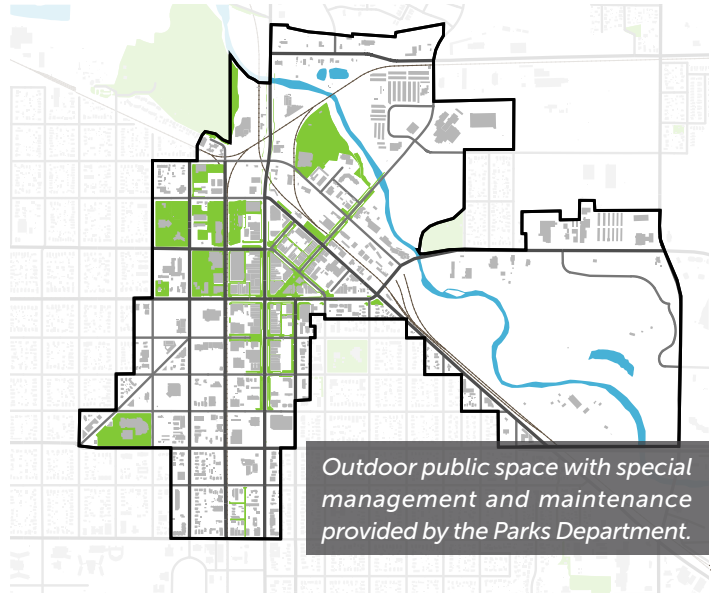 Outdoor public space with special
management and maintenance
provided by the Parks Department.